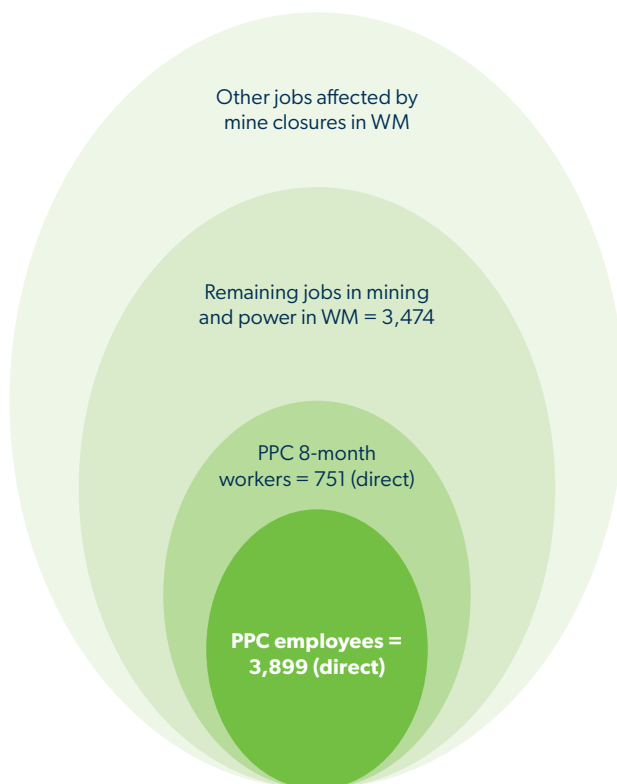 Other jobs affected by
mine closures in WM
Remaining jobs in mining
and power in WM = 3,474
PPC 8-month
workers = 751 (direct)
PPC employees =
3,899 (direct)